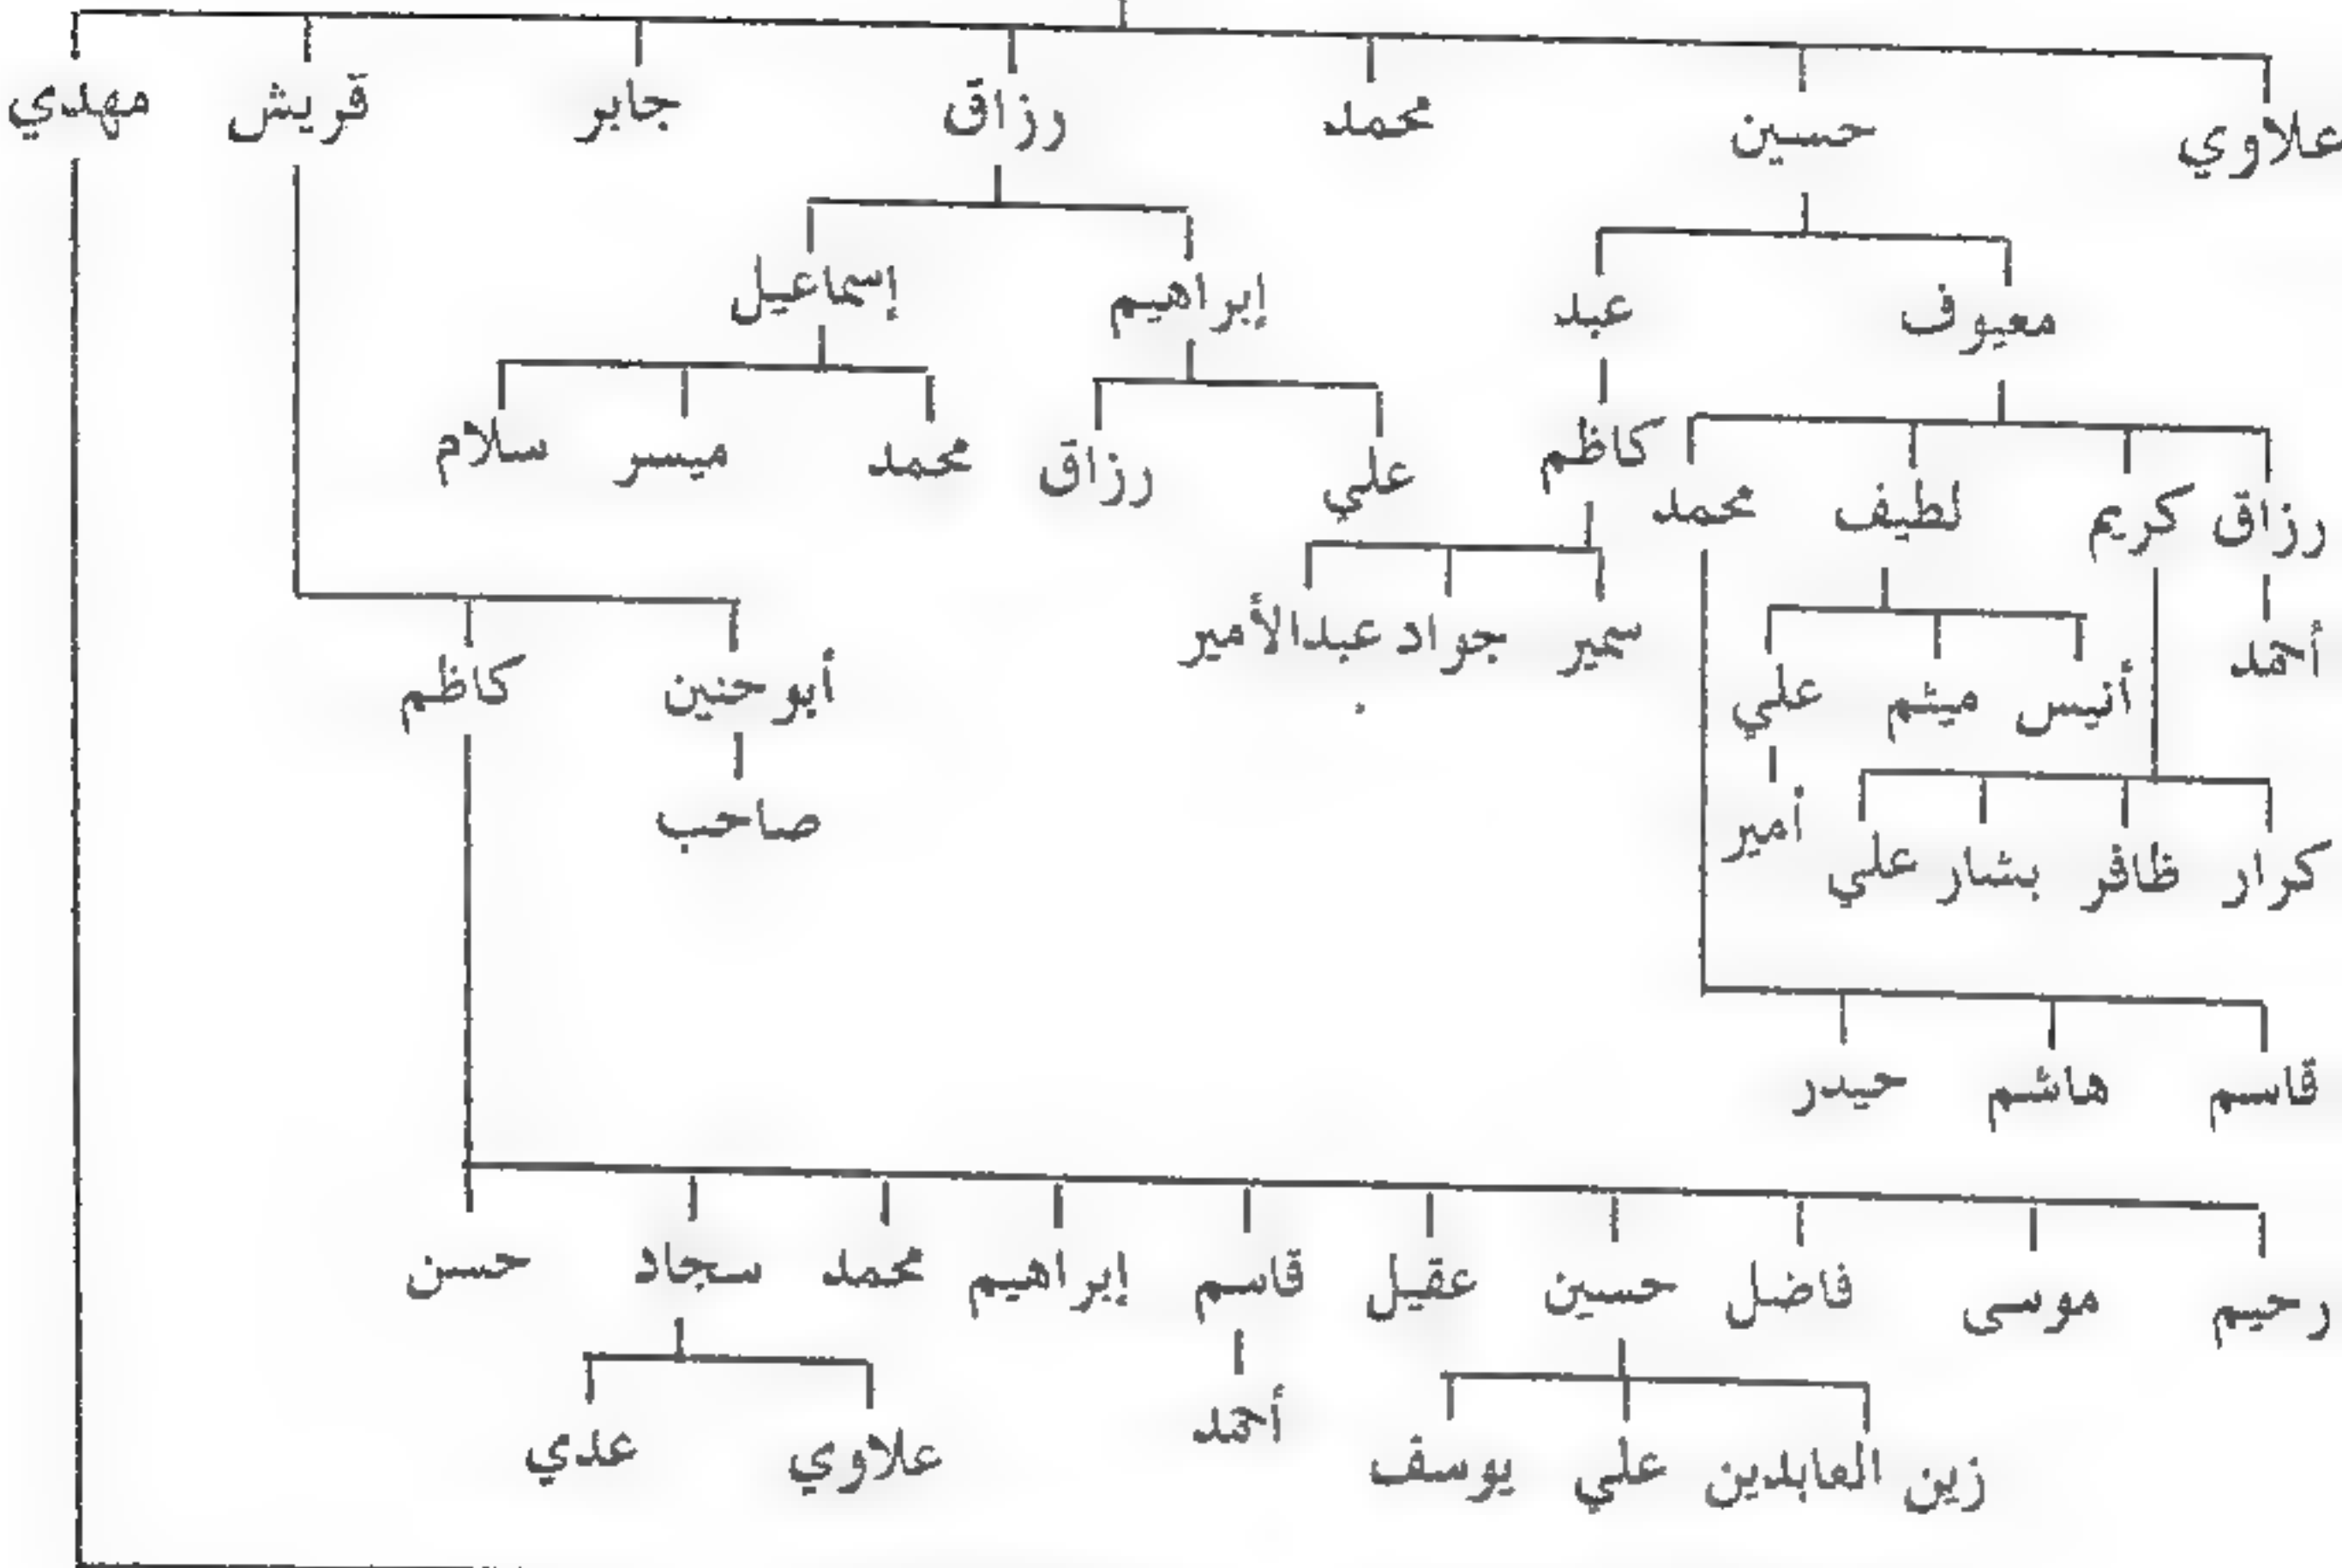 علاوي حسين محمد رزاق جابر قريش مهدي
معيوف عبد إبراهيم إسماعيل
رزاق كريم لطيف محمد كاظم علي رزاق محمد ميسر سلام
أحمد سمير جواد عبدالأمير
أنيس ميثم علي أبو حنين كاظم
كرار ظافر بشار علي أمير صاحب
قاسم هاشم حيدر
رحيم موسى فاضل حسين عقيل قاسم إبراهيم محمد سجاد حسن
زين العابدين علي يوسف أحمد علاوي عدي